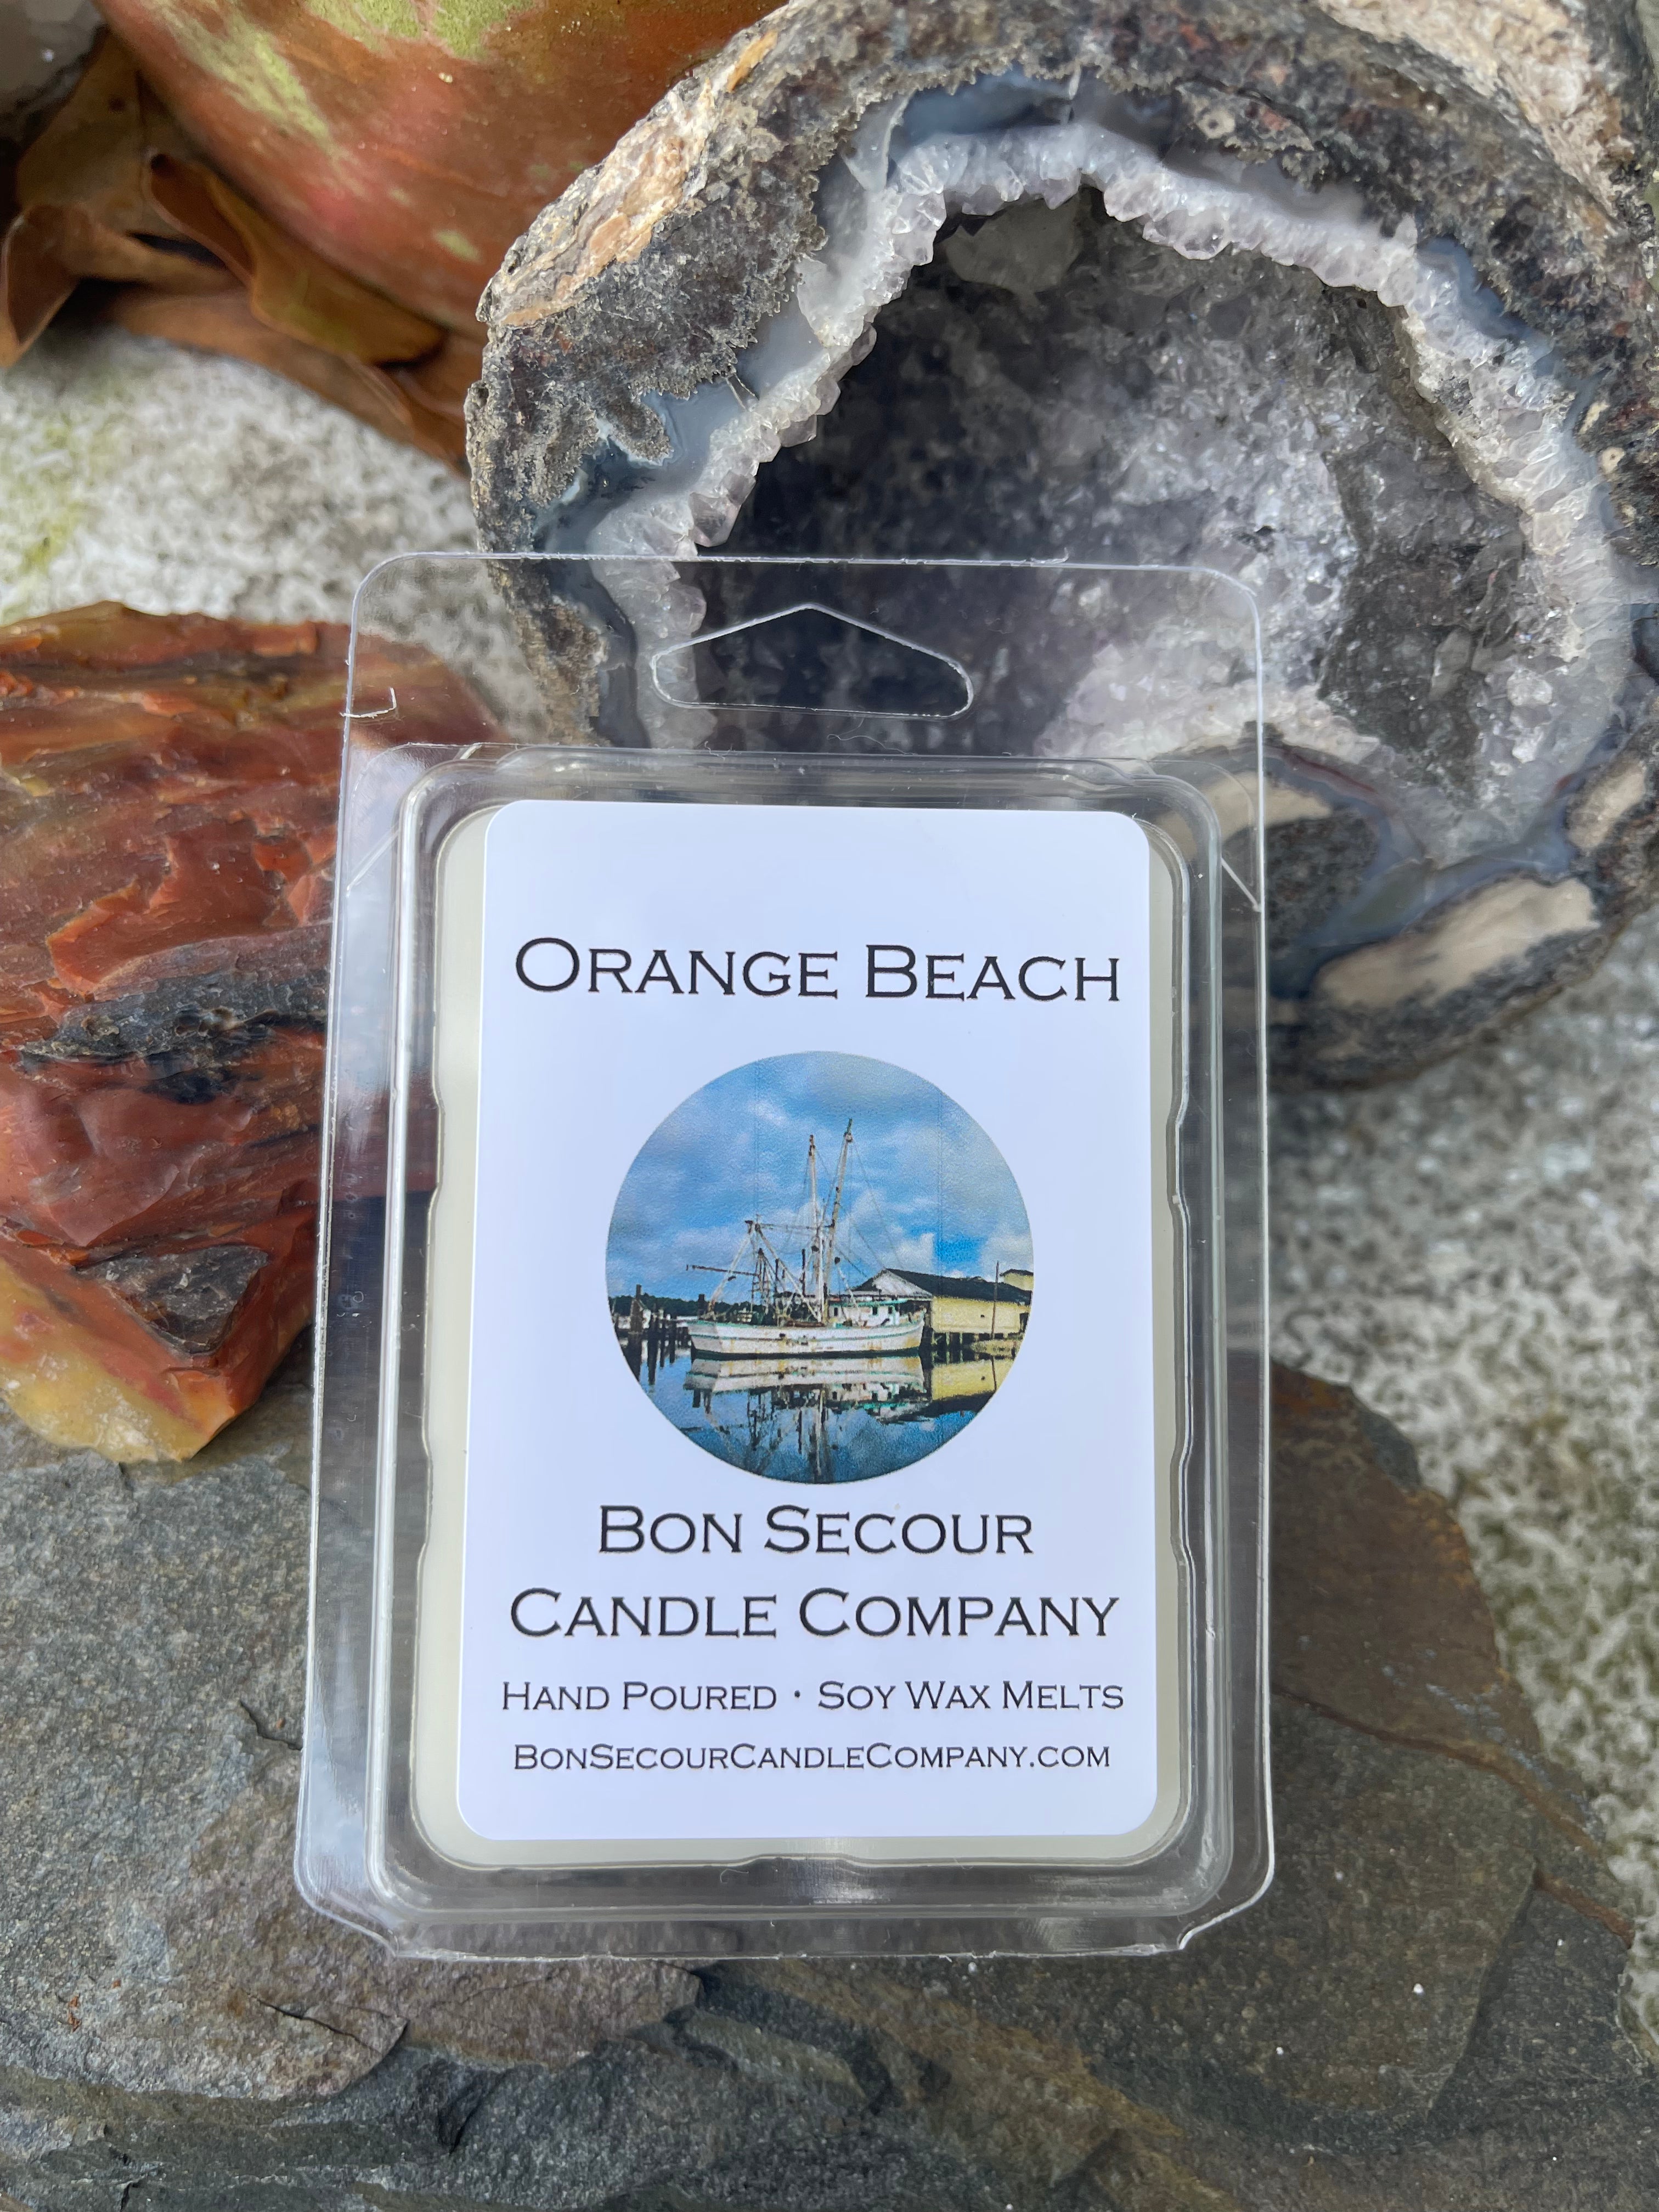 Orange Beach
Bon Secour
Candle Company
Hand Poured · Soy Wax Melts
BonSecourCandleCompany.com